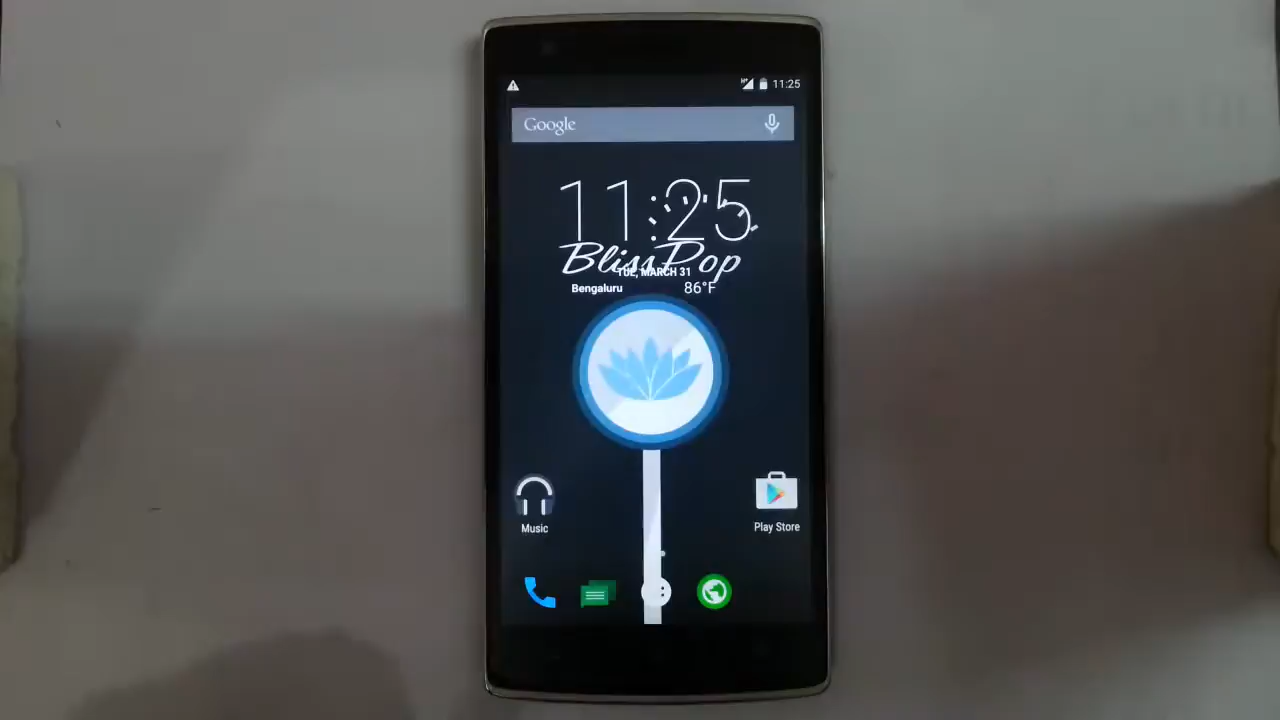 11:25
Google
11:25
BlissPop
TUE, MARCH 31
Bengaluru 86°F
Music
Play Store